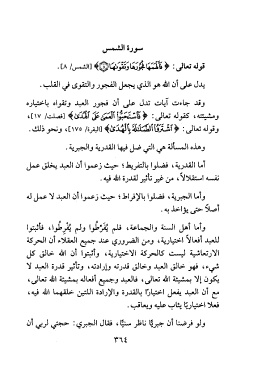 سورة الشمس
قوله تعالى: ﴿ فَأَلْهَمَهَا فُجُورَهَا وَتَقْوَاهَا ﴾ [الشمس/ ٨].
يدل على أن الله هو الذي يجعل الفجور والتقوى في القلب.
وقد جاءت آيات تدل على أن فجور العبد وتقواه باختياره
ومشيئته، كقوله تعالى: ﴿ فَاسْتَحَبُّوا الْعَمَى عَلَى الْهُدَى ﴾ [فصلت/ ١٧]،
وقوله تعالى: ﴿ اشْتَرَوُا الضَّلَالَةَ بِالْهُدَى ﴾ [البقرة/ ١٧٥]، ونحو ذلك.
وهذه المسألة هي التي ضل فيها القدرية والجبرية.
أما القدرية، فضلوا بالتفريط؛ حيث زعموا أن العبد يخلق عمل
نفسه استقلالاً، من غير تأثير لقدرة الله فيه.
وأما الجبرية، فضلوا بالإفراط؛ حيث زعموا أن العبد لا عمل له
أصلاً حتى يؤاخذ به.
وأما أهل السنة والجماعة، فلم يُفَرِّطُوا ولم يُفْرِطُوا، فأثبتوا
للعبد أفعالاً اختيارية، ومن الضروري عند جميع العقلاء أن الحركة
الارتعاشية ليست كالحركة الاختيارية، وأثبتوا أن الله خالق كل
شيء، فهو خالق العبد وخالق قدرته وإرادته، وتأثير قدرة العبد لا
يكون إلا بمشيئة الله تعالى، فالعبد وجميع أفعاله بمشيئة الله تعالى،
مع أن العبد يفعل اختيارًا بالقدرة والإرادة اللتين خلقهما الله فيه،
فعلا اختياريًا يثاب عليه ويعاقب.
ولو فرضنا أن جبريًا ناظر سنيًا، فقال الجبري: حجتي لربي أن
٣٦٤